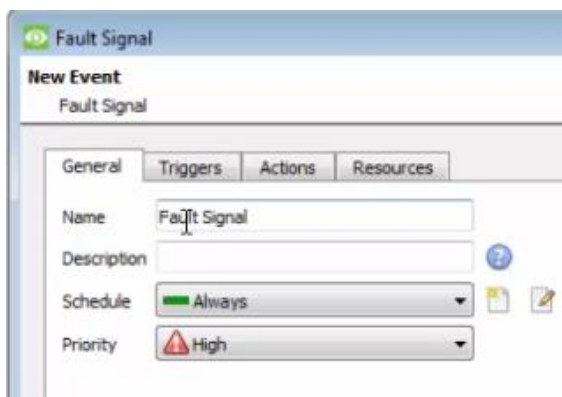 Fault Signal
New Event
Fault Signal
General Triggers Actions Resources
Name Fault Signal
Description
Schedule Always
Priority High